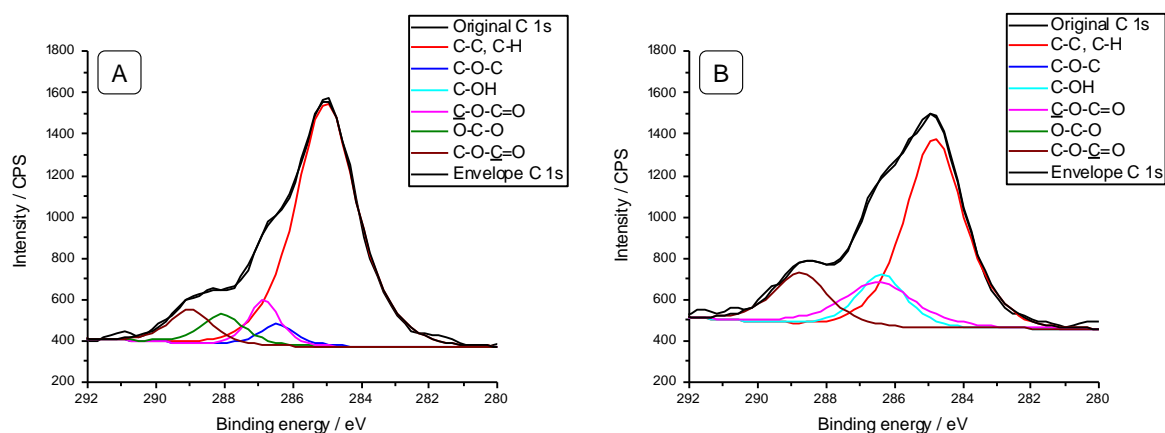 A
Original C 1s
C-C, C-H
C-O-C
C-OH
C-O-C=O
O-C-O
C-O-C=O
Envelope C 1s
1800
1600
1400
1200
1000
800
600
400
200
Intensity / CPS
292 290 288 286 284 282 280
Binding energy / eV
B
Original C 1s
C-C, C-H
C-O-C
C-OH
C-O-C=O
O-C-O
C-O-C=O
Envelope C 1s
1800
1600
1400
1200
1000
800
600
400
200
Intensity / CPS
292 290 288 286 284 282 280
Binding energy / eV